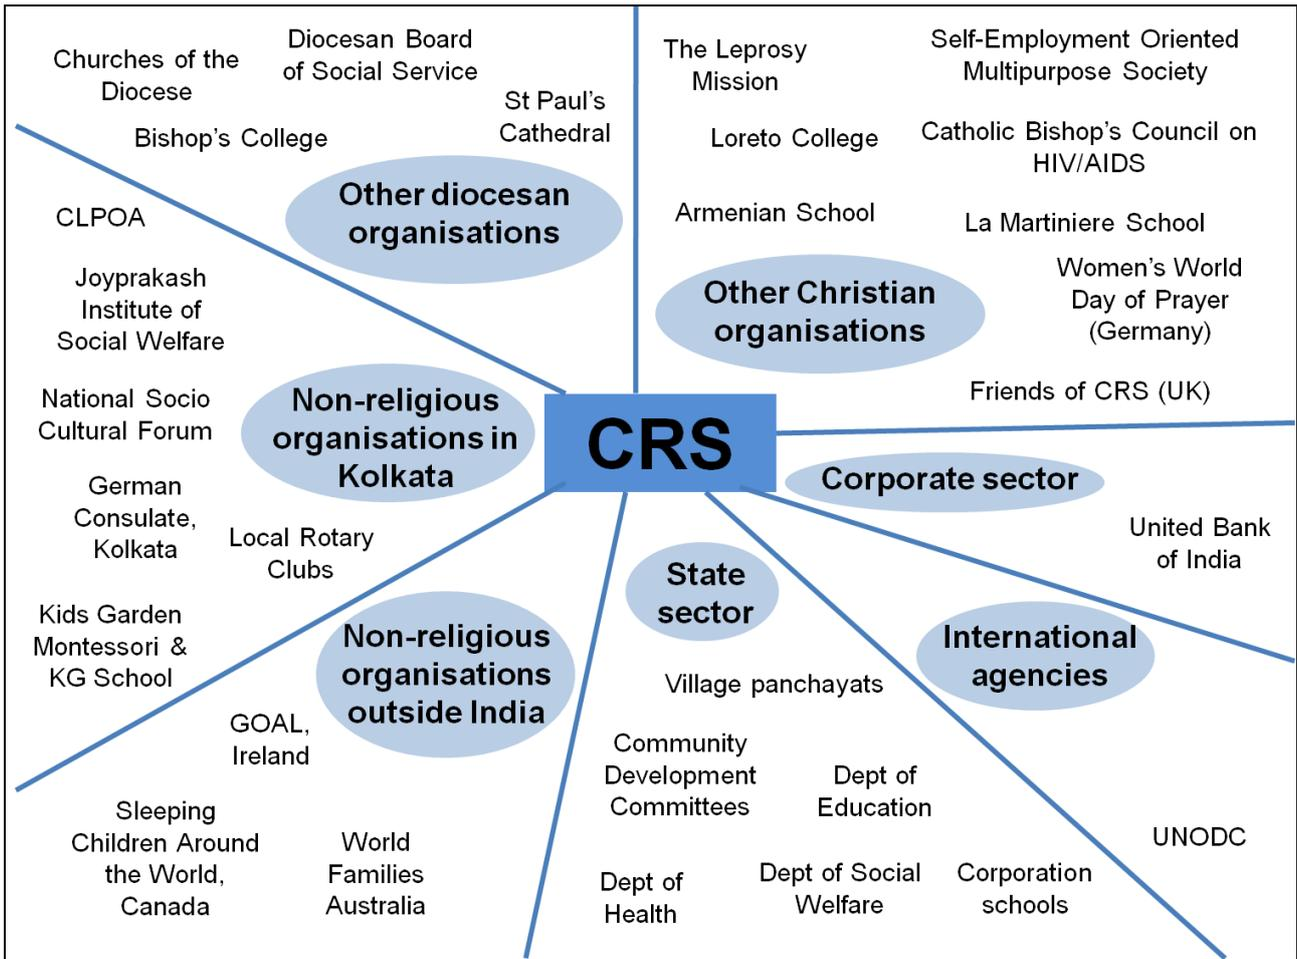 Churches of the
Diocese
Diocesan Board
of Social Service
St Paul’s
Cathedral
Bishop’s College
Other diocesan
organisations
The Leprosy
Mission
Self-Employment Oriented
Multipurpose Society
Loreto College
Catholic Bishop’s Council on
HIV/AIDS
Armenian School
La Martiniere School
Women’s World
Day of Prayer
(Germany)
Other Christian
organisations
Friends of CRS (UK)
CLPOA
Joyprakash
Institute of
Social Welfare
National Socio
Cultural Forum
Non-religious
organisations in
Kolkata
German
Consulate,
Kolkata
Local Rotary
Clubs
Kids Garden
Montessori &
KG School
CRS
Corporate sector
United Bank
of India
International
agencies
UNODC
State
sector
Village panchayats
Community
Development
Committees
Dept of
Education
Dept of
Health
Dept of Social
Welfare
Corporation
schools
Non-religious
organisations
outside India
GOAL,
Ireland
Sleeping
Children Around
the World,
Canada
World
Families
Australia